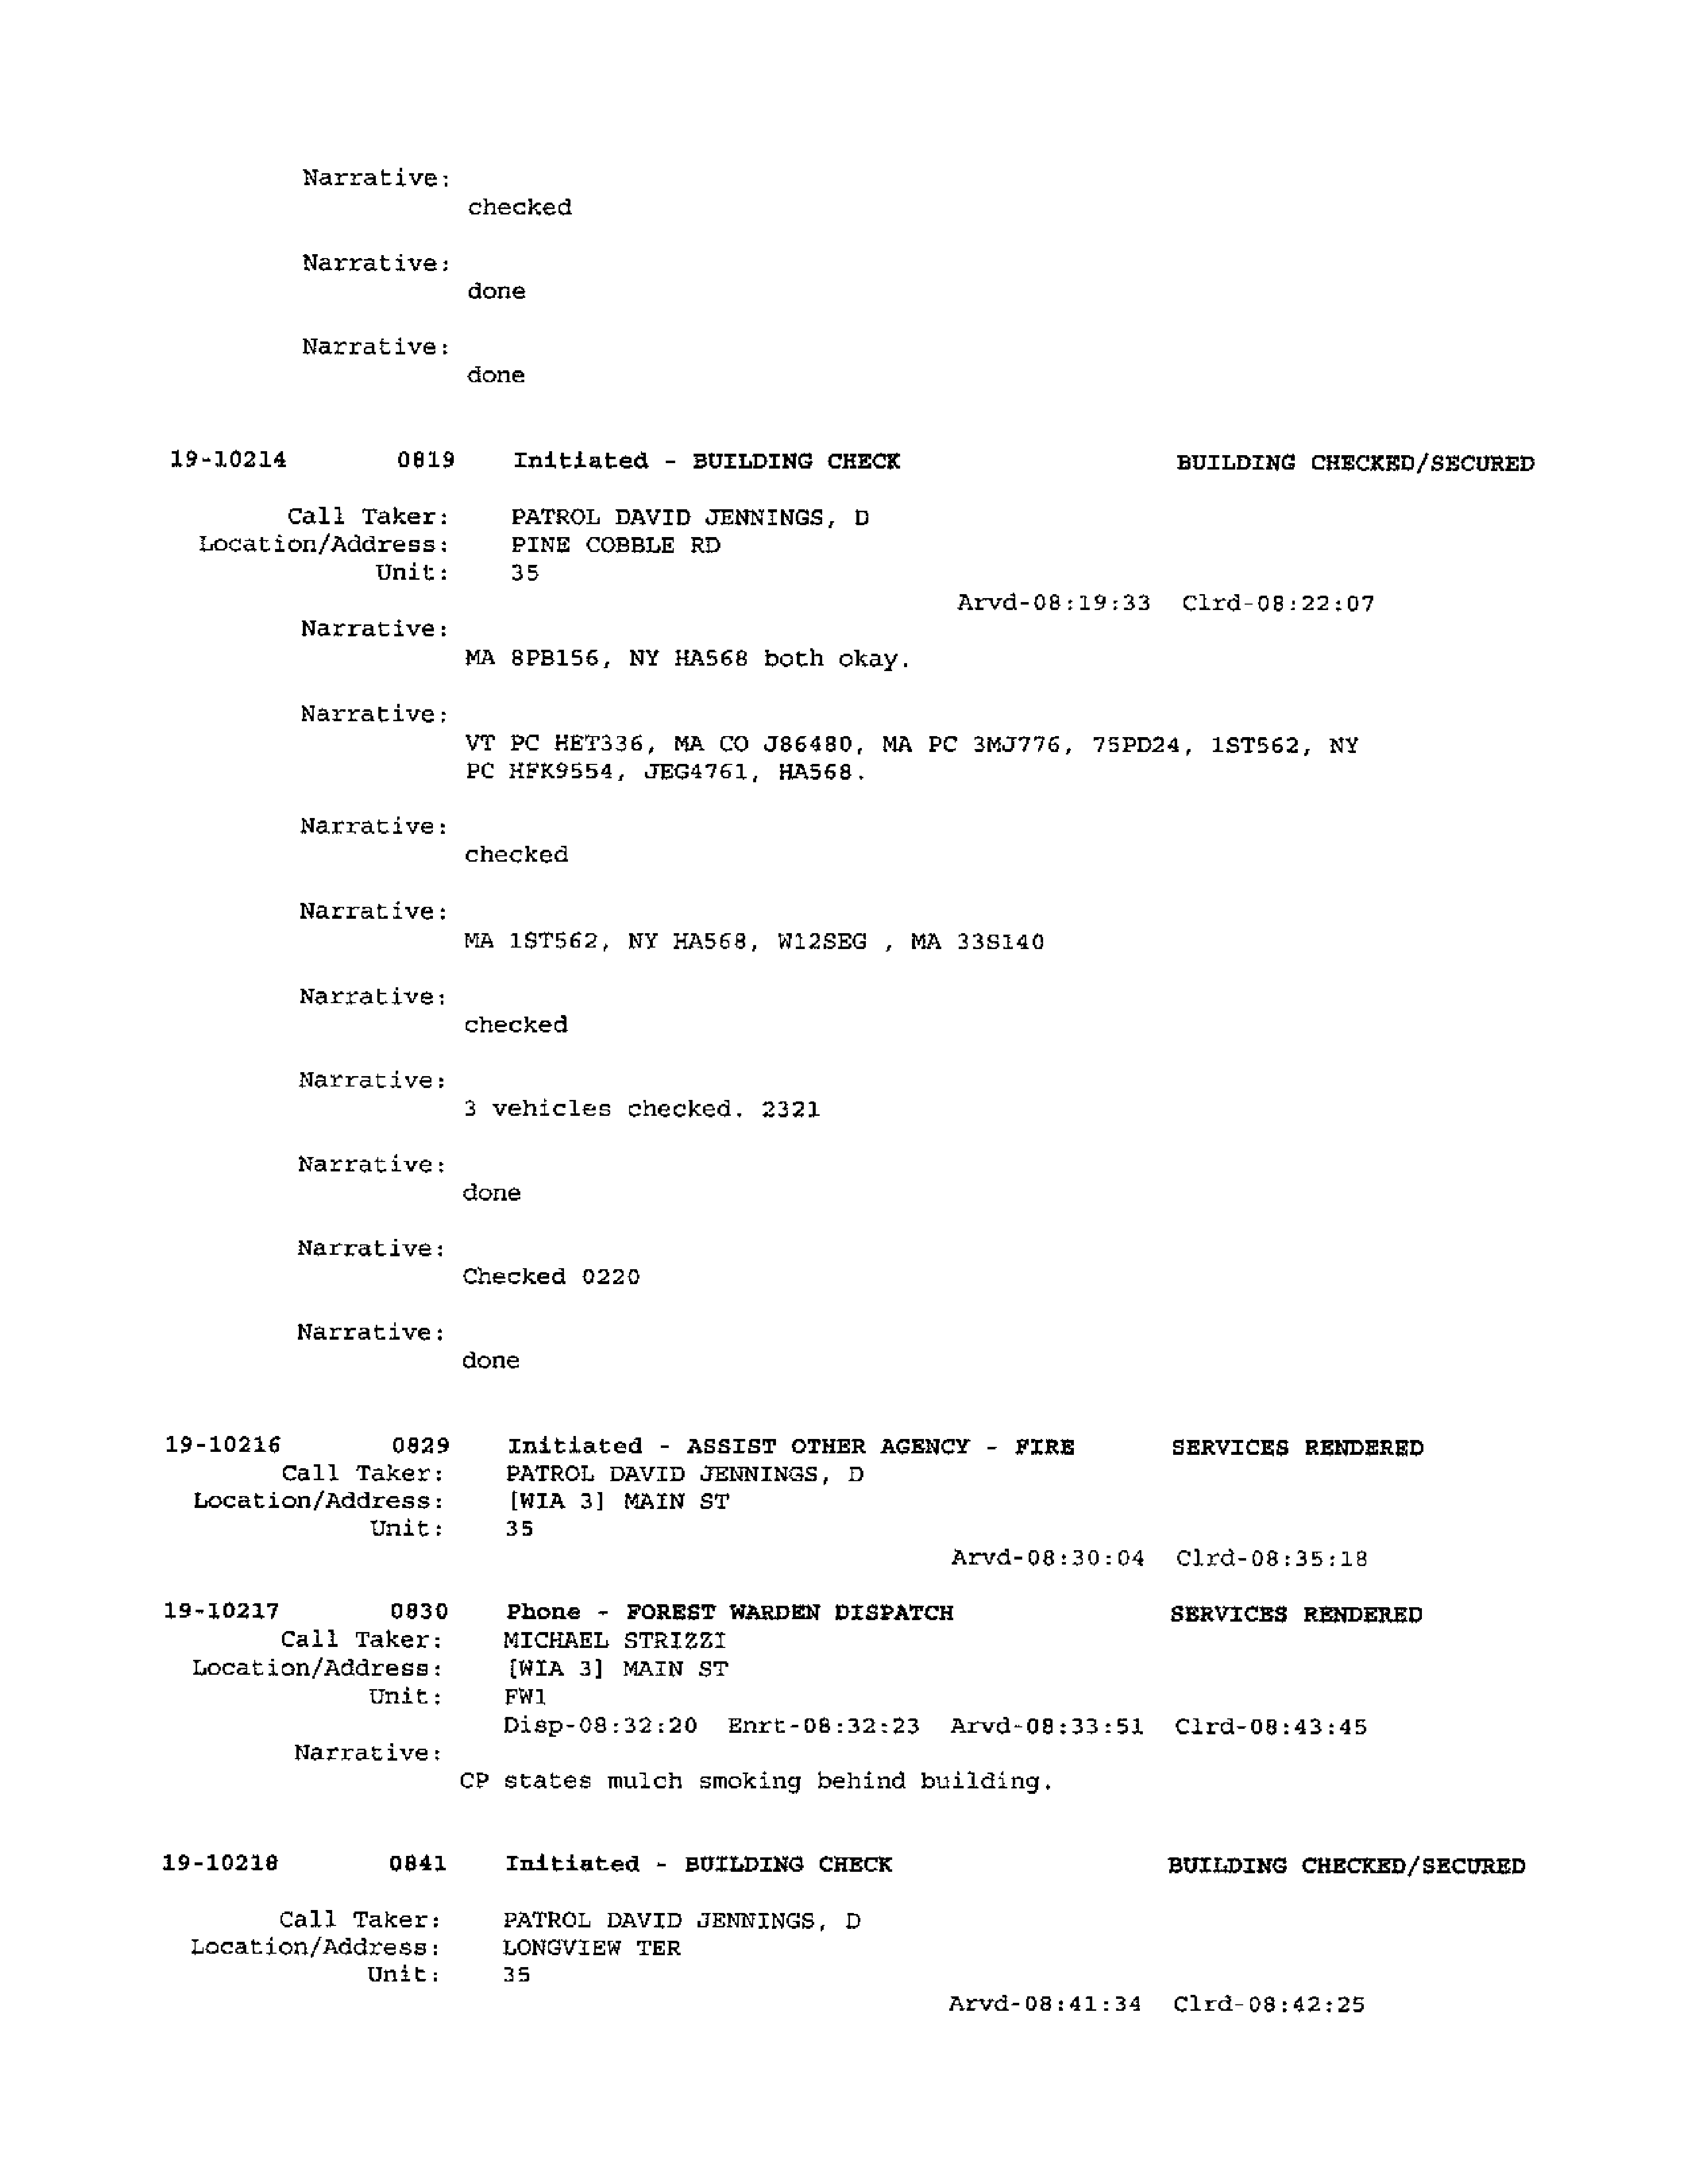 Narrative:
checked
Narrative:
done
Narrative:
done
19-10214 0819 Initiated - BUILDING CHECK BUILDING CHECKED/SECURED
Call Taker: PATROL DAVID JENNINGS, D
Location/Address: PINE COBBLE RD
Unit: 35
Arvd-08:19:33 Clrd-08:22:07
Narrative:
MA 8PB156, NY HA568 both okay.
Narrative:
VT PC HET336, MA CO J86480, MA PC 3MJ776, 75PD24, 1ST562, NY
PC HFK9554, JEG4761, HA568.
Narrative:
checked
Narrative:
MA 1ST562, NY HA568, W12SEG , MA 33S140
Narrative:
checked
Narrative:
3 vehicles checked. 2321
Narrative:
done
Narrative:
Checked 0220
Narrative:
done
19-10216 0829 Initiated - ASSIST OTHER AGENCY - FIRE SERVICES RENDERED
Call Taker: PATROL DAVID JENNINGS, D
Location/Address: [WIA 3] MAIN ST
Unit: 35
Arvd-08:30:04 Clrd-08:35:18
19-10217 0830 Phone - FOREST WARDEN DISPATCH SERVICES RENDERED
Call Taker: MICHAEL STRIZZI
Location/Address: [WIA 3] MAIN ST
Unit: FW1
Disp-08:32:20 Enrt-08:32:23 Arvd-08:33:51 Clrd-08:43:45
Narrative:
CP states mulch smoking behind building.
19-10218 0841 Initiated - BUILDING CHECK BUILDING CHECKED/SECURED
Call Taker: PATROL DAVID JENNINGS, D
Location/Address: LONGVIEW TER
Unit: 35
Arvd-08:41:34 Clrd-08:42:25